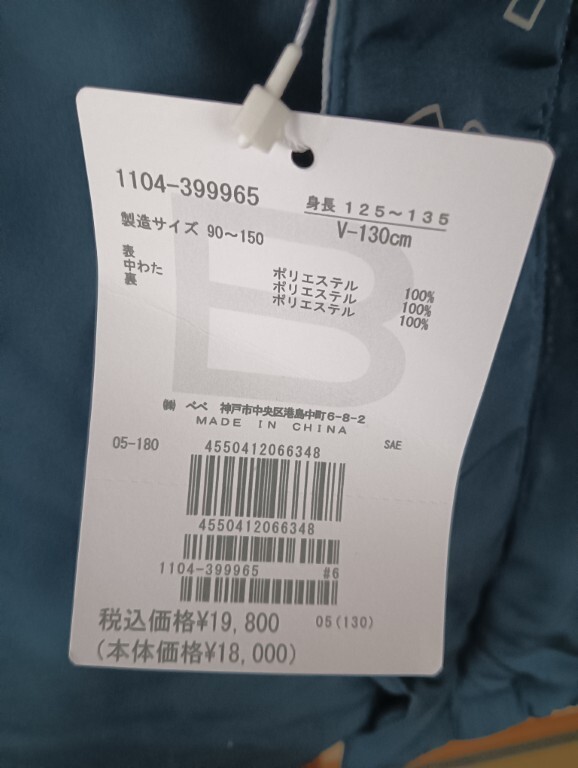 1104-399965
身長 125～135
V-130cm
製造サイズ 90～150
表 ポリエステル 100%
中わた ポリエステル 100%
裏 ポリエステル 100%
B
㈱ べべ 神戸市中央区港島中町6-8-2
MADE IN CHINA
05-180 4550412066348 SAE
4550412066348
1104-399965 #6
税込価格¥19,800 05(130)
(本体価格¥18,000)